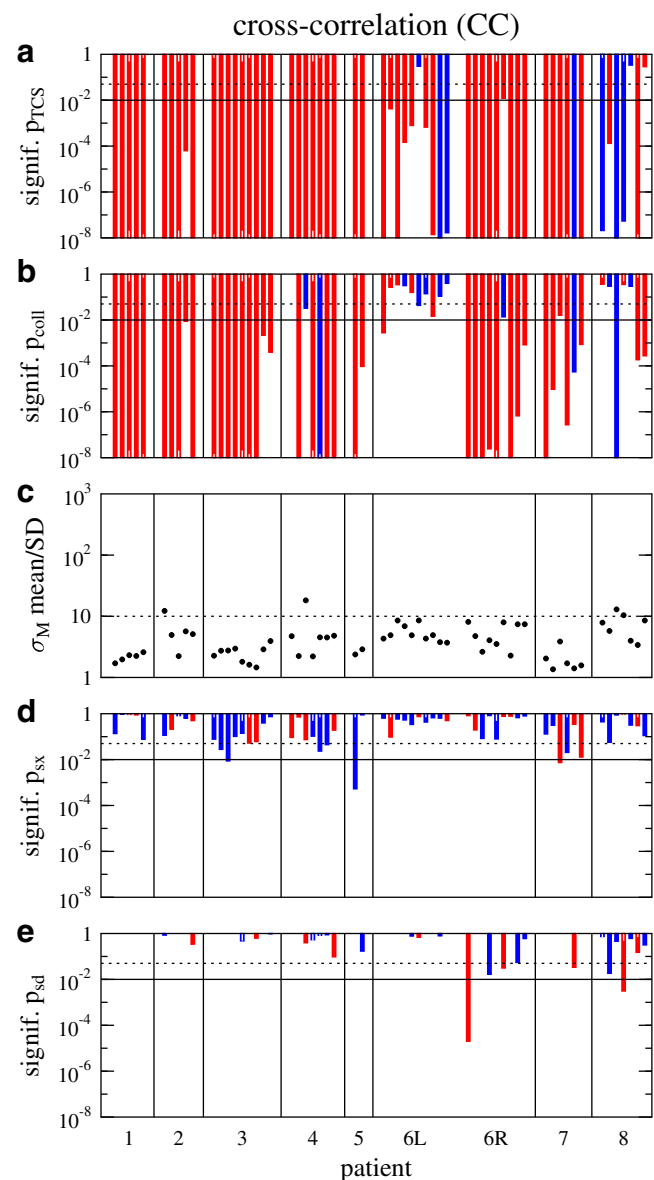 cross-correlation (CC)
a
signif. p_TCS
1
10^-2
10^-4
10^-6
10^-8
b
signif. p_coll
1
10^-2
10^-4
10^-6
10^-8
c
σ_M mean/SD
10^3
10^2
10
1
d
signif. p_sx
1
10^-2
10^-4
10^-6
10^-8
e
signif. p_sd
1
10^-2
10^-4
10^-6
10^-8
1 2 3 4 5 6L 6R 7 8
patient